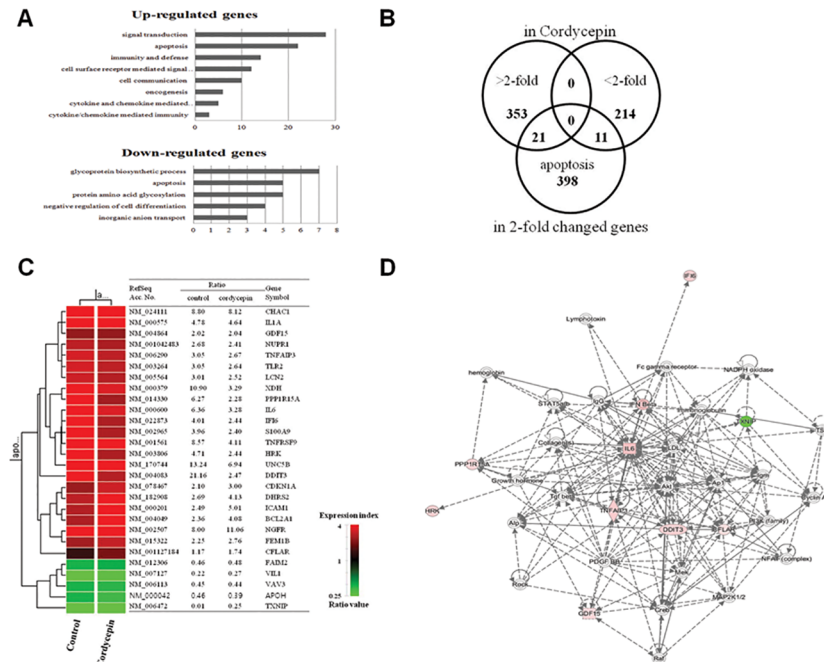 A
Up-regulated genes
signal transduction
apoptosis
immunity and defense
cell surface receptor mediated signal..
cell communication
oncogenesis
cytokine and chemokine mediated..
cytokine/chemokine mediated immunity
0 10 20 30
Down-regulated genes
glycoprotein biosynthetic process
apoptosis
protein amino acid glycosylation
negative regulation of cell differentiation
inorganic anion transport
0 1 2 3 4 5 6 7 8
B
in Cordycepin
>2-fold
<2-fold
0
353
0
214
21
11
apoptosis
398
in 2-fold changed genes
C
[a...
[apo...
RefSeq Ratio Gene
Acc. No. control cordycepin Symbol
NM_024111 8.80 8.12 CHAC1
NM_000575 4.78 4.64 IL1A
NM_004864 2.02 2.04 GDF15
NM_001042483 2.68 2.41 NUPR1
NM_006290 3.05 2.67 TNFAIP3
NM_003264 3.05 2.64 TLR2
NM_005564 3.01 2.52 LCN2
NM_000379 10.90 3.29 XDH
NM_014330 6.27 2.28 PPP1R15A
NM_000600 6.36 3.28 IL6
NM_022873 4.01 2.44 IFI6
NM_002965 3.96 2.40 S100A9
NM_001561 8.57 4.11 TNFRSF9
NM_003806 4.71 2.44 HRK
NM_170744 13.24 6.94 UNC5B
NM_004083 21.16 2.47 DDIT3
NM_078467 2.10 3.00 CDKN1A
NM_182908 2.69 4.13 DHRS2
NM_000201 2.49 5.01 ICAM1
NM_004049 2.36 4.08 BCL2A1
NM_002507 8.00 11.06 NGFR
NM_015322 2.25 2.76 FEM1B
NM_001127184 1.17 1.74 CFLAR
NM_012306 0.46 0.48 FAIM2
NM_007127 0.22 0.27 VIL1
NM_006113 0.45 0.44 VAV3
NM_000042 0.46 0.39 APOH
NM_006472 0.01 0.25 TXNIP
Control
Cordycepin
Expression index
4
1
0.25
Ratio value
D
IFI6
Lymphotoxin
Fc gamma receptor
hemoglobin
NADPH oxidase
IgG
Immunoglobulin
IL6
LDL
PPP1R15A
Growth hormone
Akt
Ap1
Tgf beta
HRK
DDIT3
PI3K (family)
PDGF BB
NFkB (complex)
Mek
Rock
MAP2K1/2
GDF15
Creb
Raf